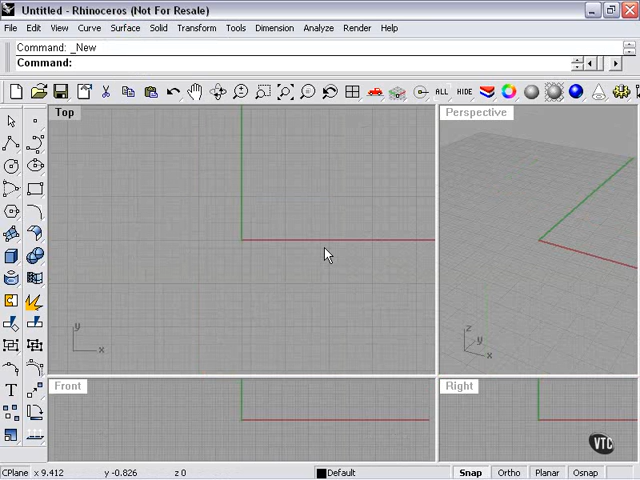 Untitled - Rhinoceros (Not For Resale)
File Edit View Curve Surface Solid Transform Tools Dimension Analyze Render Help
Command: _New
Command:
ALL HIDE
Top
Perspective
y
x
z
y
x
Front
Right
T
VTC
CPlane x 9.412 y -0.826 z 0 Default Snap Ortho Planar Osnap